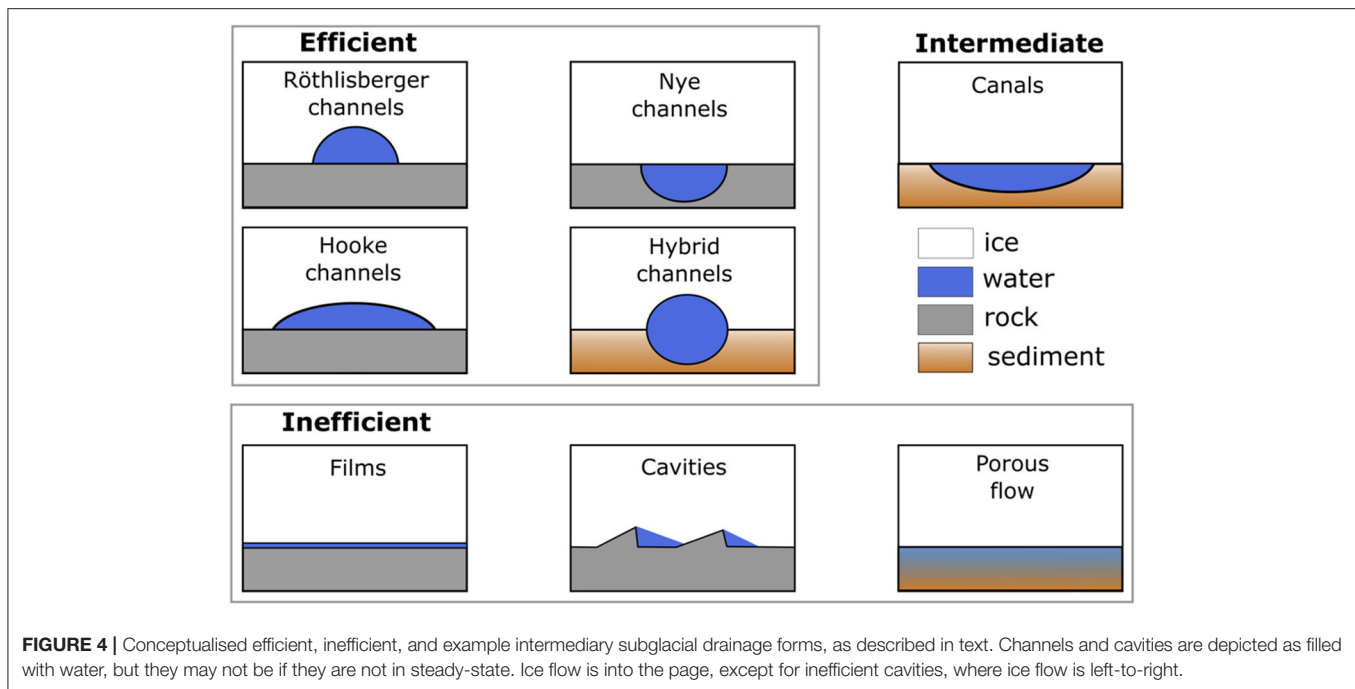 Efficient
Röthlisberger
channels
Nye
channels
Hooke
channels
Hybrid
channels
Intermediate
Canals
ice
water
rock
sediment
Inefficient
Films
Cavities
Porous
flow
FIGURE 4 | Conceptualised efficient, inefficient, and example intermediary subglacial drainage forms, as described in text. Channels and cavities are depicted as filled
with water, but they may not be if they are not in steady-state. Ice flow is into the page, except for inefficient cavities, where ice flow is left-to-right.